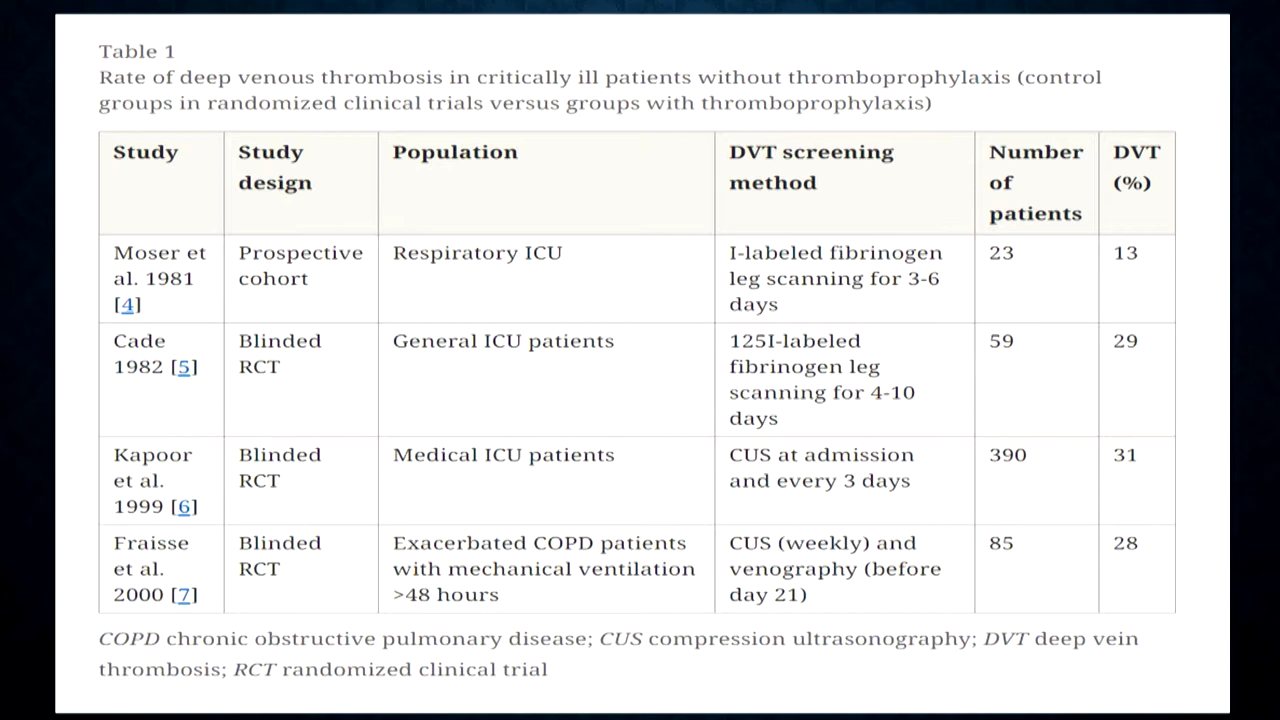 Table 1
Rate of deep venous thrombosis in critically ill patients without thromboprophylaxis (control
groups in randomized clinical trials versus groups with thromboprophylaxis)
Study
Study
design
Population
DVT screening
method
Number
of
patients
DVT
(%)
Moser et
al. 1981
[4]
Prospective
cohort
Respiratory ICU
I-labeled fibrinogen
leg scanning for 3-6
days
23
13
Cade
1982 [5]
Blinded
RCT
General ICU patients
125I-labeled
fibrinogen leg
scanning for 4-10
days
59
29
Kapoor
et al.
1999 [6]
Blinded
RCT
Medical ICU patients
CUS at admission
and every 3 days
390
31
Fraisse
et al.
2000 [7]
Blinded
RCT
Exacerbated COPD patients
with mechanical ventilation
>48 hours
CUS (weekly) and
venography (before
day 21)
85
28
COPD chronic obstructive pulmonary disease; CUS compression ultrasonography; DVT deep vein
thrombosis; RCT randomized clinical trial